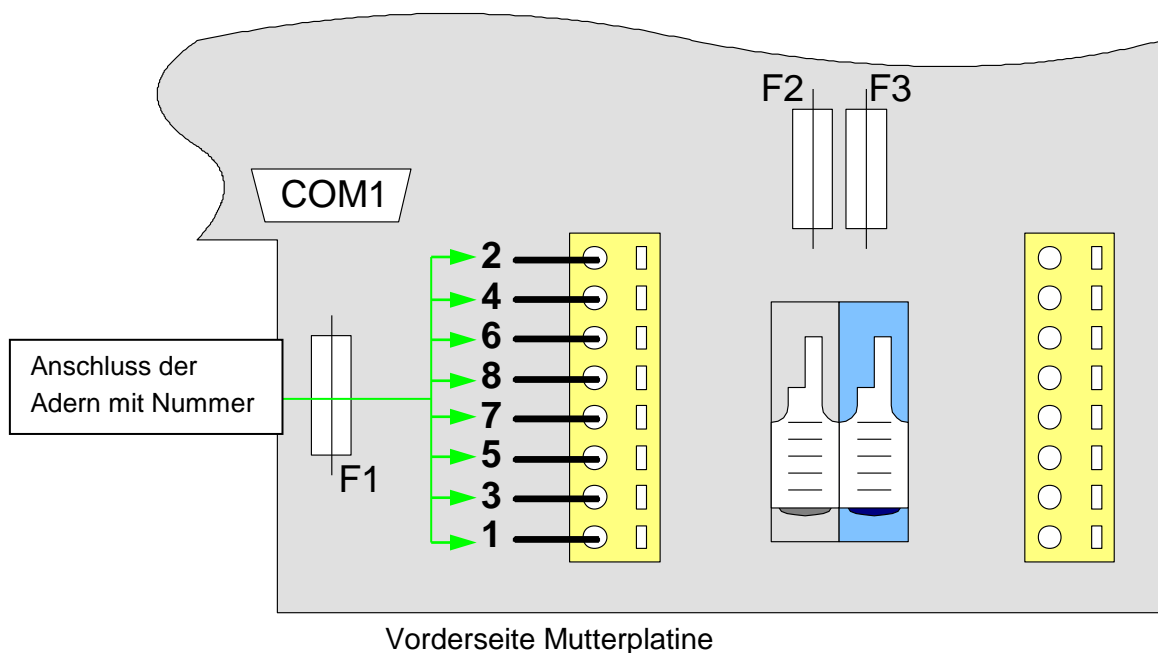 F2 F3
COM1
2
4
6
8
7
5
3
1
Anschluss der
Adern mit Nummer
F1
Vorderseite Mutterplatine